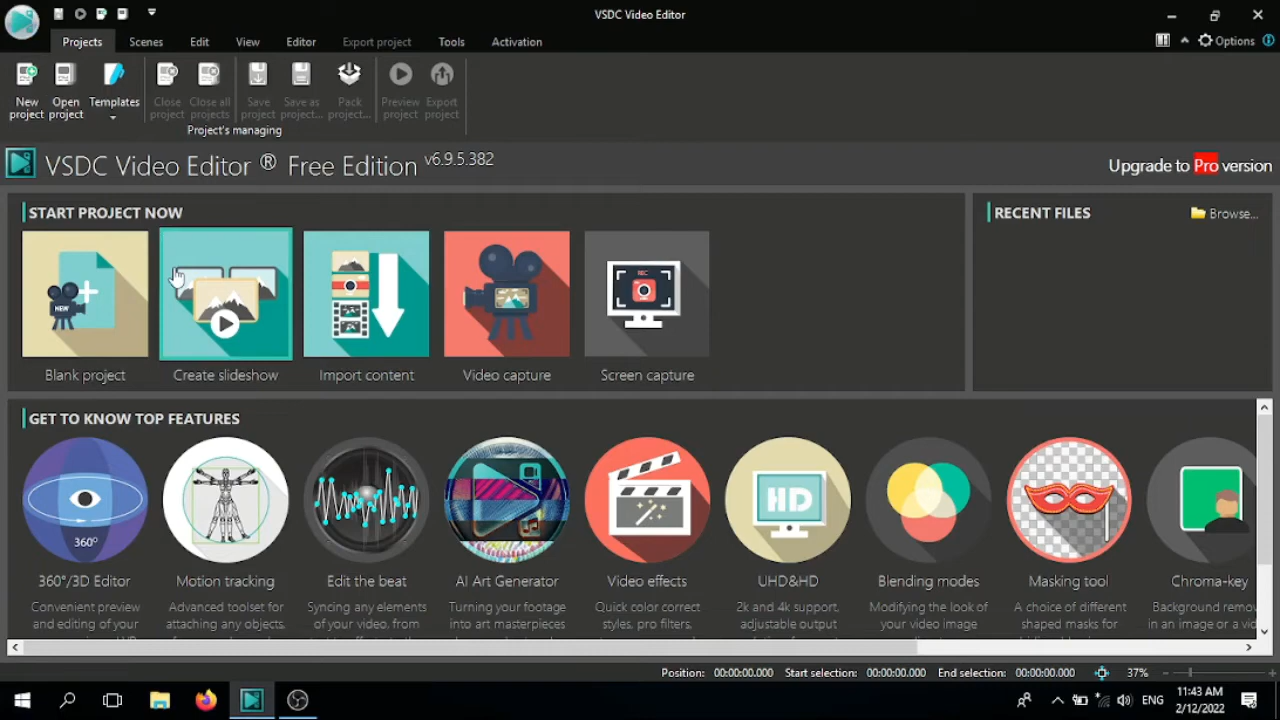 VSDC Video Editor
Projects Scenes Edit View Editor Export project Tools Activation Options
New project Open project Templates Close project Close all projects Save project Save as project... Pack project... Preview project Export project
Project's managing
VSDC Video Editor ® Free Edition v6.9.5.382
Upgrade to Pro version
START PROJECT NOW
RECENT FILES Browse...
NEW
REC
Blank project Create slideshow Import content Video capture Screen capture
GET TO KNOW TOP FEATURES
360°
HD
360°/3D Editor Motion tracking Edit the beat AI Art Generator Video effects UHD&HD Blending modes Masking tool Chroma-key
Convenient preview Advanced toolset for Syncing any elements Turning your footage Quick color correct 2k and 4k support, Modifying the look of A choice of different Background remov
and editing of your attaching any objects, of your video, from into art masterpieces styles, pro filters, adjustable output your video image shaped masks for in an image or a vid
Position: 00:00:00.000 Start selection: 00:00:00.000 End selection: 00:00:00.000 37%
ENG 11:43 AM
2/12/2022